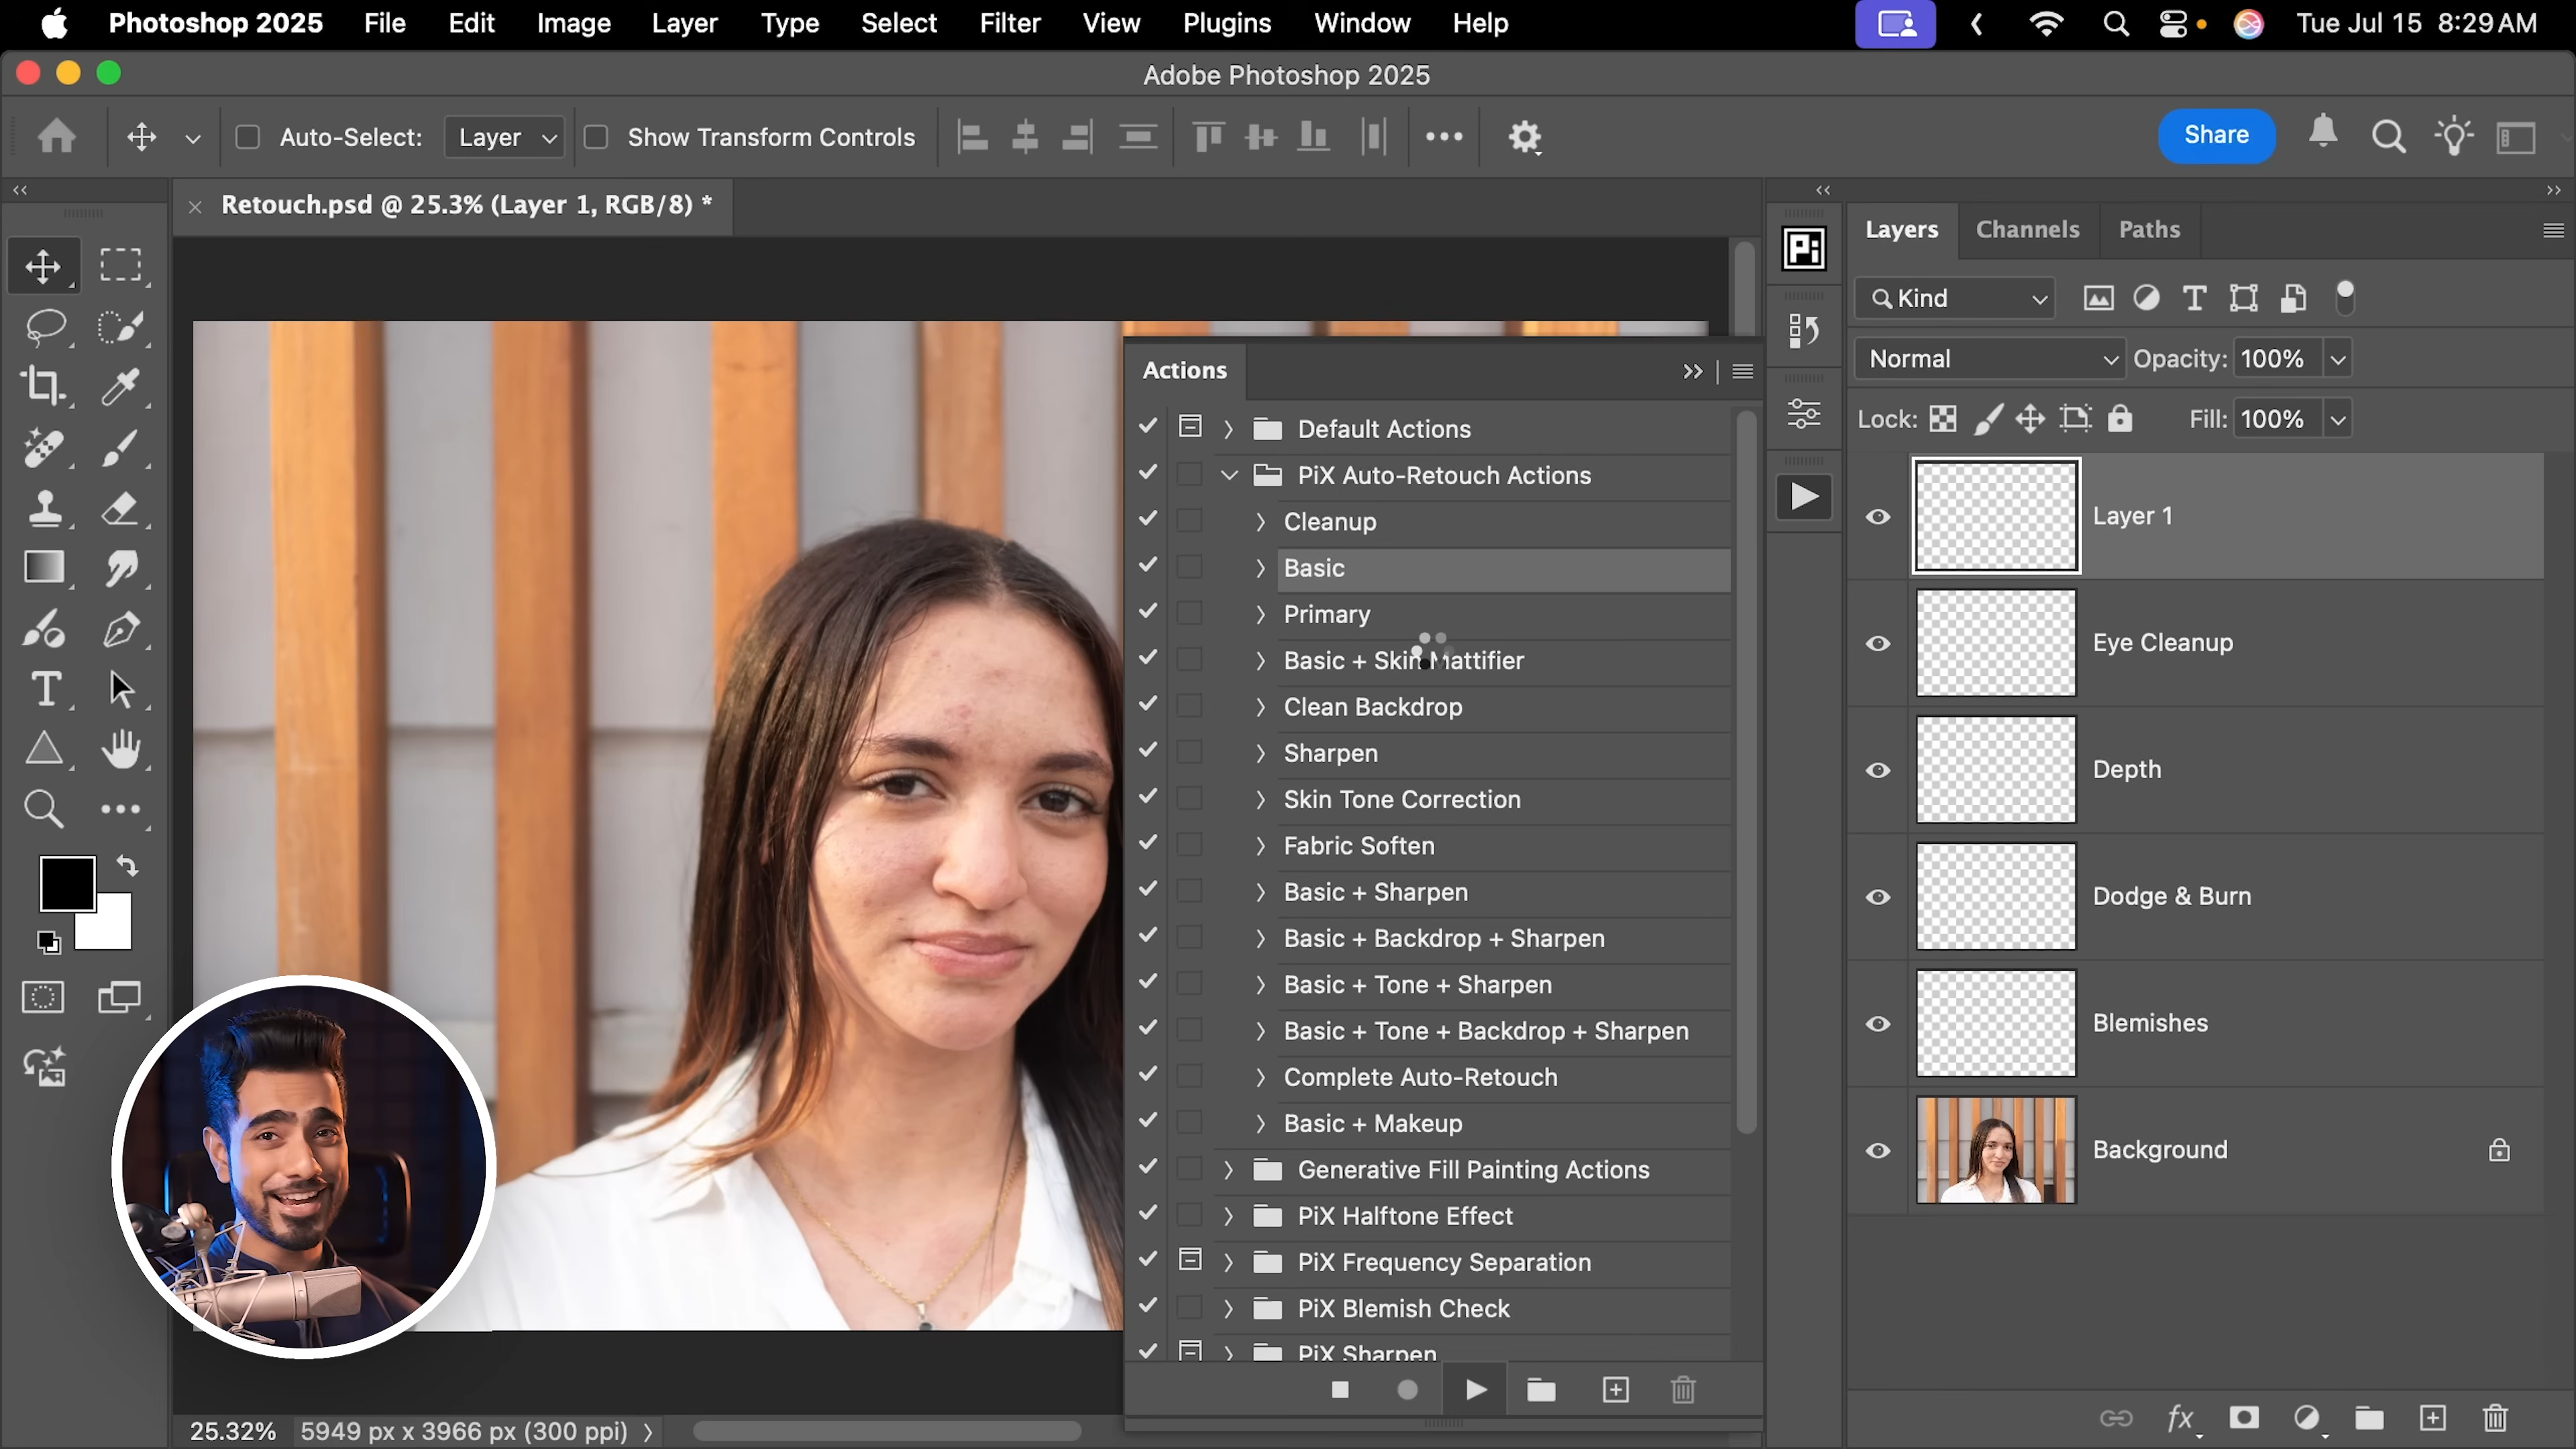 Photoshop 2025 File Edit Image Layer Type Select Filter View Plugins Window Help Tue Jul 15 8:29 AM
Adobe Photoshop 2025
Auto-Select: Layer Show Transform Controls Share
Retouch.psd @ 25.3% (Layer 1, RGB/8) *
Actions
Default Actions
PiX Auto-Retouch Actions
Cleanup
Basic
Primary
Basic + Skin Mattifier
Clean Backdrop
Sharpen
Skin Tone Correction
Fabric Soften
Basic + Sharpen
Basic + Backdrop + Sharpen
Basic + Tone + Sharpen
Basic + Tone + Backdrop + Sharpen
Complete Auto-Retouch
Basic + Makeup
Generative Fill Painting Actions
PiX Halftone Effect
PiX Frequency Separation
PiX Blemish Check
PiX Sharpen
Pi
Layers Channels Paths
Kind
Normal Opacity: 100%
Lock: Fill: 100%
Layer 1
Eye Cleanup
Depth
Dodge & Burn
Blemishes
Background
fx
25.32% 5949 px x 3966 px (300 ppi)